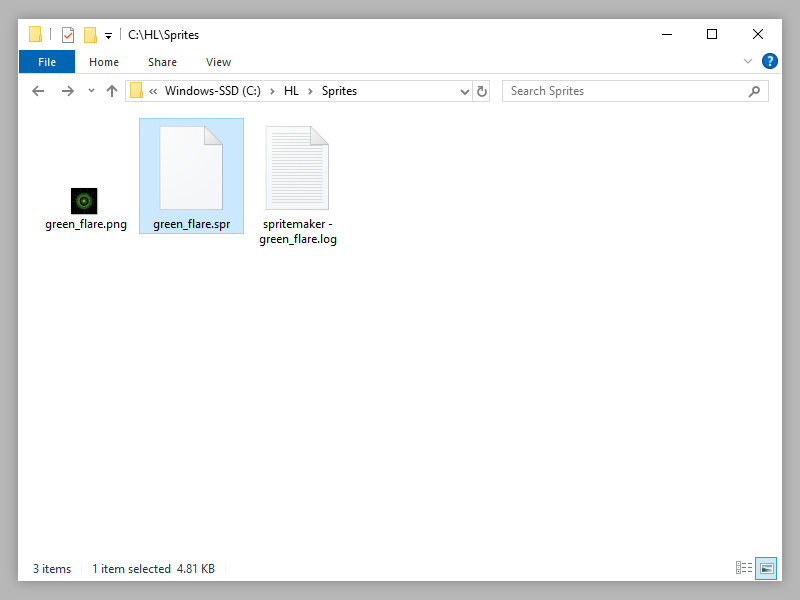 C:\HL\Sprites
File Home Share View
?
« Windows-SSD (C:) › HL › Sprites
Search Sprites
green_flare.png
green_flare.spr
spritemaker -
green_flare.log
3 items 1 item selected 4.81 KB